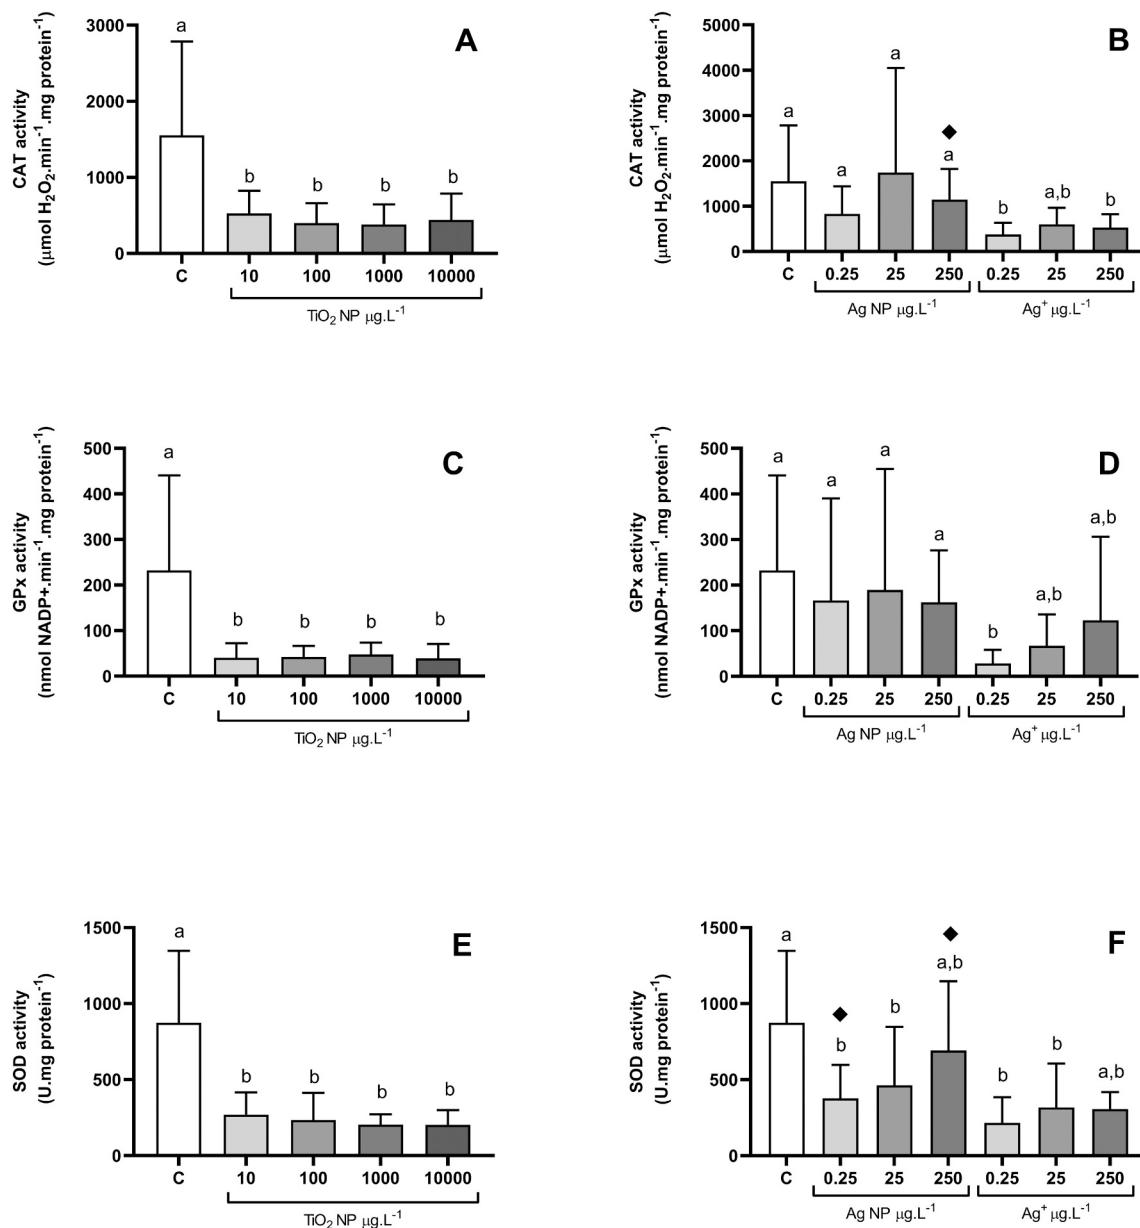 A
CAT activity
(μmol H₂O₂.min⁻¹.mg protein⁻¹)
3000
2000
1000
0
a
b
b
b
b
C
10
100
1000
10000
TiO₂ NP μg.L⁻¹
B
CAT activity
(μmol H₂O₂.min⁻¹.mg protein⁻¹)
5000
4000
3000
2000
1000
0
a
a
a
◆
a
b
a,b
b
C
0.25
25
250
0.25
25
250
Ag NP μg.L⁻¹
Ag⁺ μg.L⁻¹
C
GPx activity
(nmol NADP+.min⁻¹.mg protein⁻¹)
500
400
300
200
100
0
a
b
b
b
b
C
10
100
1000
10000
TiO₂ NP μg.L⁻¹
D
GPx activity
(nmol NADP+.min⁻¹.mg protein⁻¹)
500
400
300
200
100
0
a
a
a
a
b
a,b
a,b
C
0.25
25
250
0.25
25
250
Ag NP μg.L⁻¹
Ag⁺ μg.L⁻¹
E
SOD activity
(U.mg protein⁻¹)
1500
1000
500
0
a
b
b
b
b
C
10
100
1000
10000
TiO₂ NP μg.L⁻¹
F
SOD activity
(U.mg protein⁻¹)
1500
1000
500
0
a
◆
b
b
◆
a,b
b
b
a,b
C
0.25
25
250
0.25
25
250
Ag NP μg.L⁻¹
Ag⁺ μg.L⁻¹